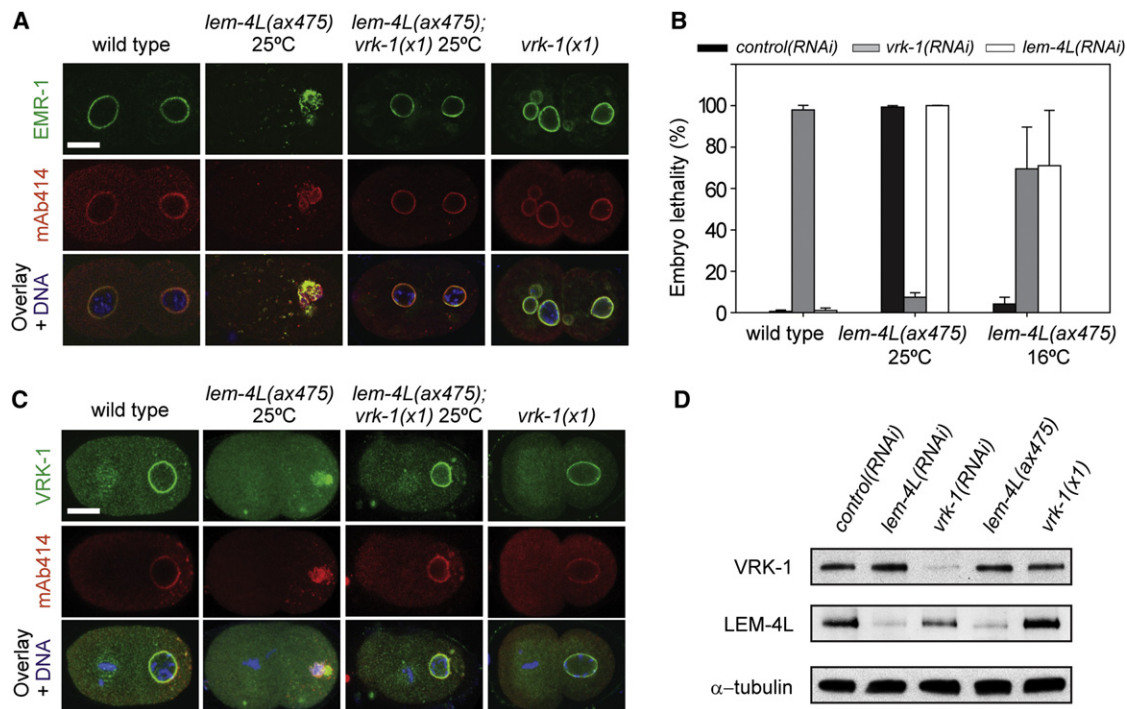 A
wild type
lem-4L(ax475)
25ºC
lem-4L(ax475);
vrk-1(x1) 25ºC
vrk-1(x1)
EMR-1
mAb414
Overlay
+ DNA
B
control(RNAi)
vrk-1(RNAi)
lem-4L(RNAi)
Embryo lethality (%)
100
80
60
40
20
0
wild type
lem-4L(ax475)
25ºC
lem-4L(ax475)
16ºC
C
wild type
lem-4L(ax475)
25ºC
lem-4L(ax475);
vrk-1(x1) 25ºC
vrk-1(x1)
VRK-1
mAb414
Overlay
+ DNA
D
control(RNAi)
lem-4L(RNAi)
vrk-1(RNAi)
lem-4L(ax475)
vrk-1(x1)
VRK-1
LEM-4L
α–tubulin